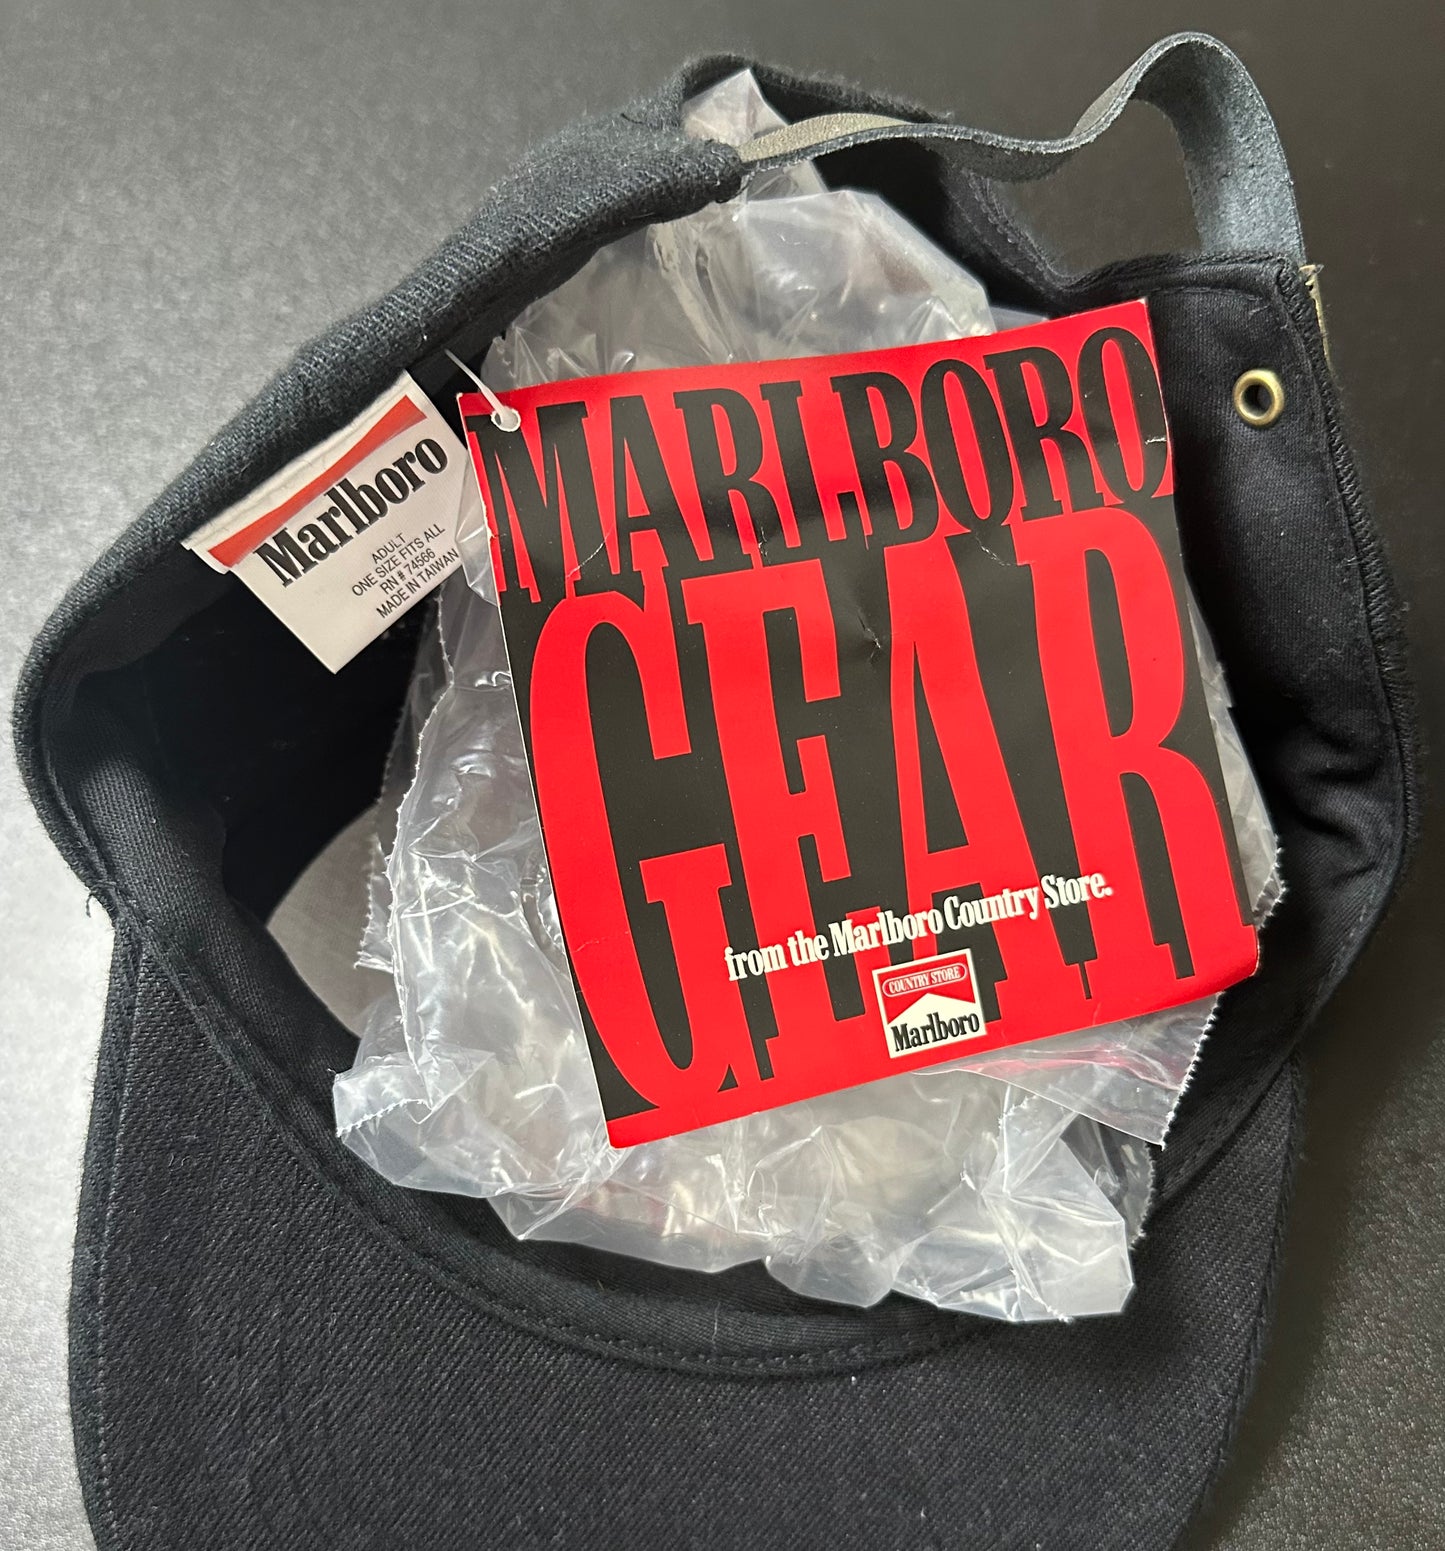 Marlboro
ADULT
ONE SIZE FITS ALL
RN # 74566
MADE IN TAIWAN
MARLBORO
GEAR
from the Marlboro Country Store.
COUNTRY STORE
Marlboro